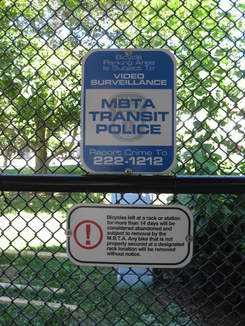 Bicycle
Parking Area
Is Subject To
VIDEO
SURVEILLANCE
MBTA
TRANSIT
POLICE
Report Crime To
222-1212
Bicycles left at a rack or station
for more than 14 days will be
considered abandoned and
subject to removal by the
M.B.T.A. Any bike that is not
properly secured at a designated
rack location will be removed
without notice.
!